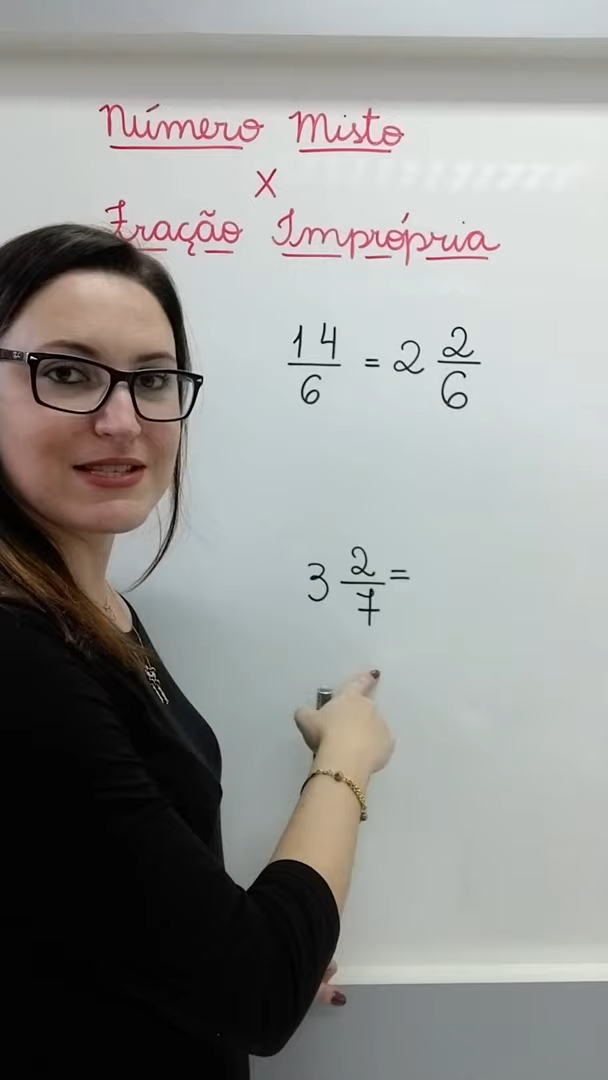 Número Misto
X
Fração Imprópria
14/6 = 2 2/6
3 2/7 =